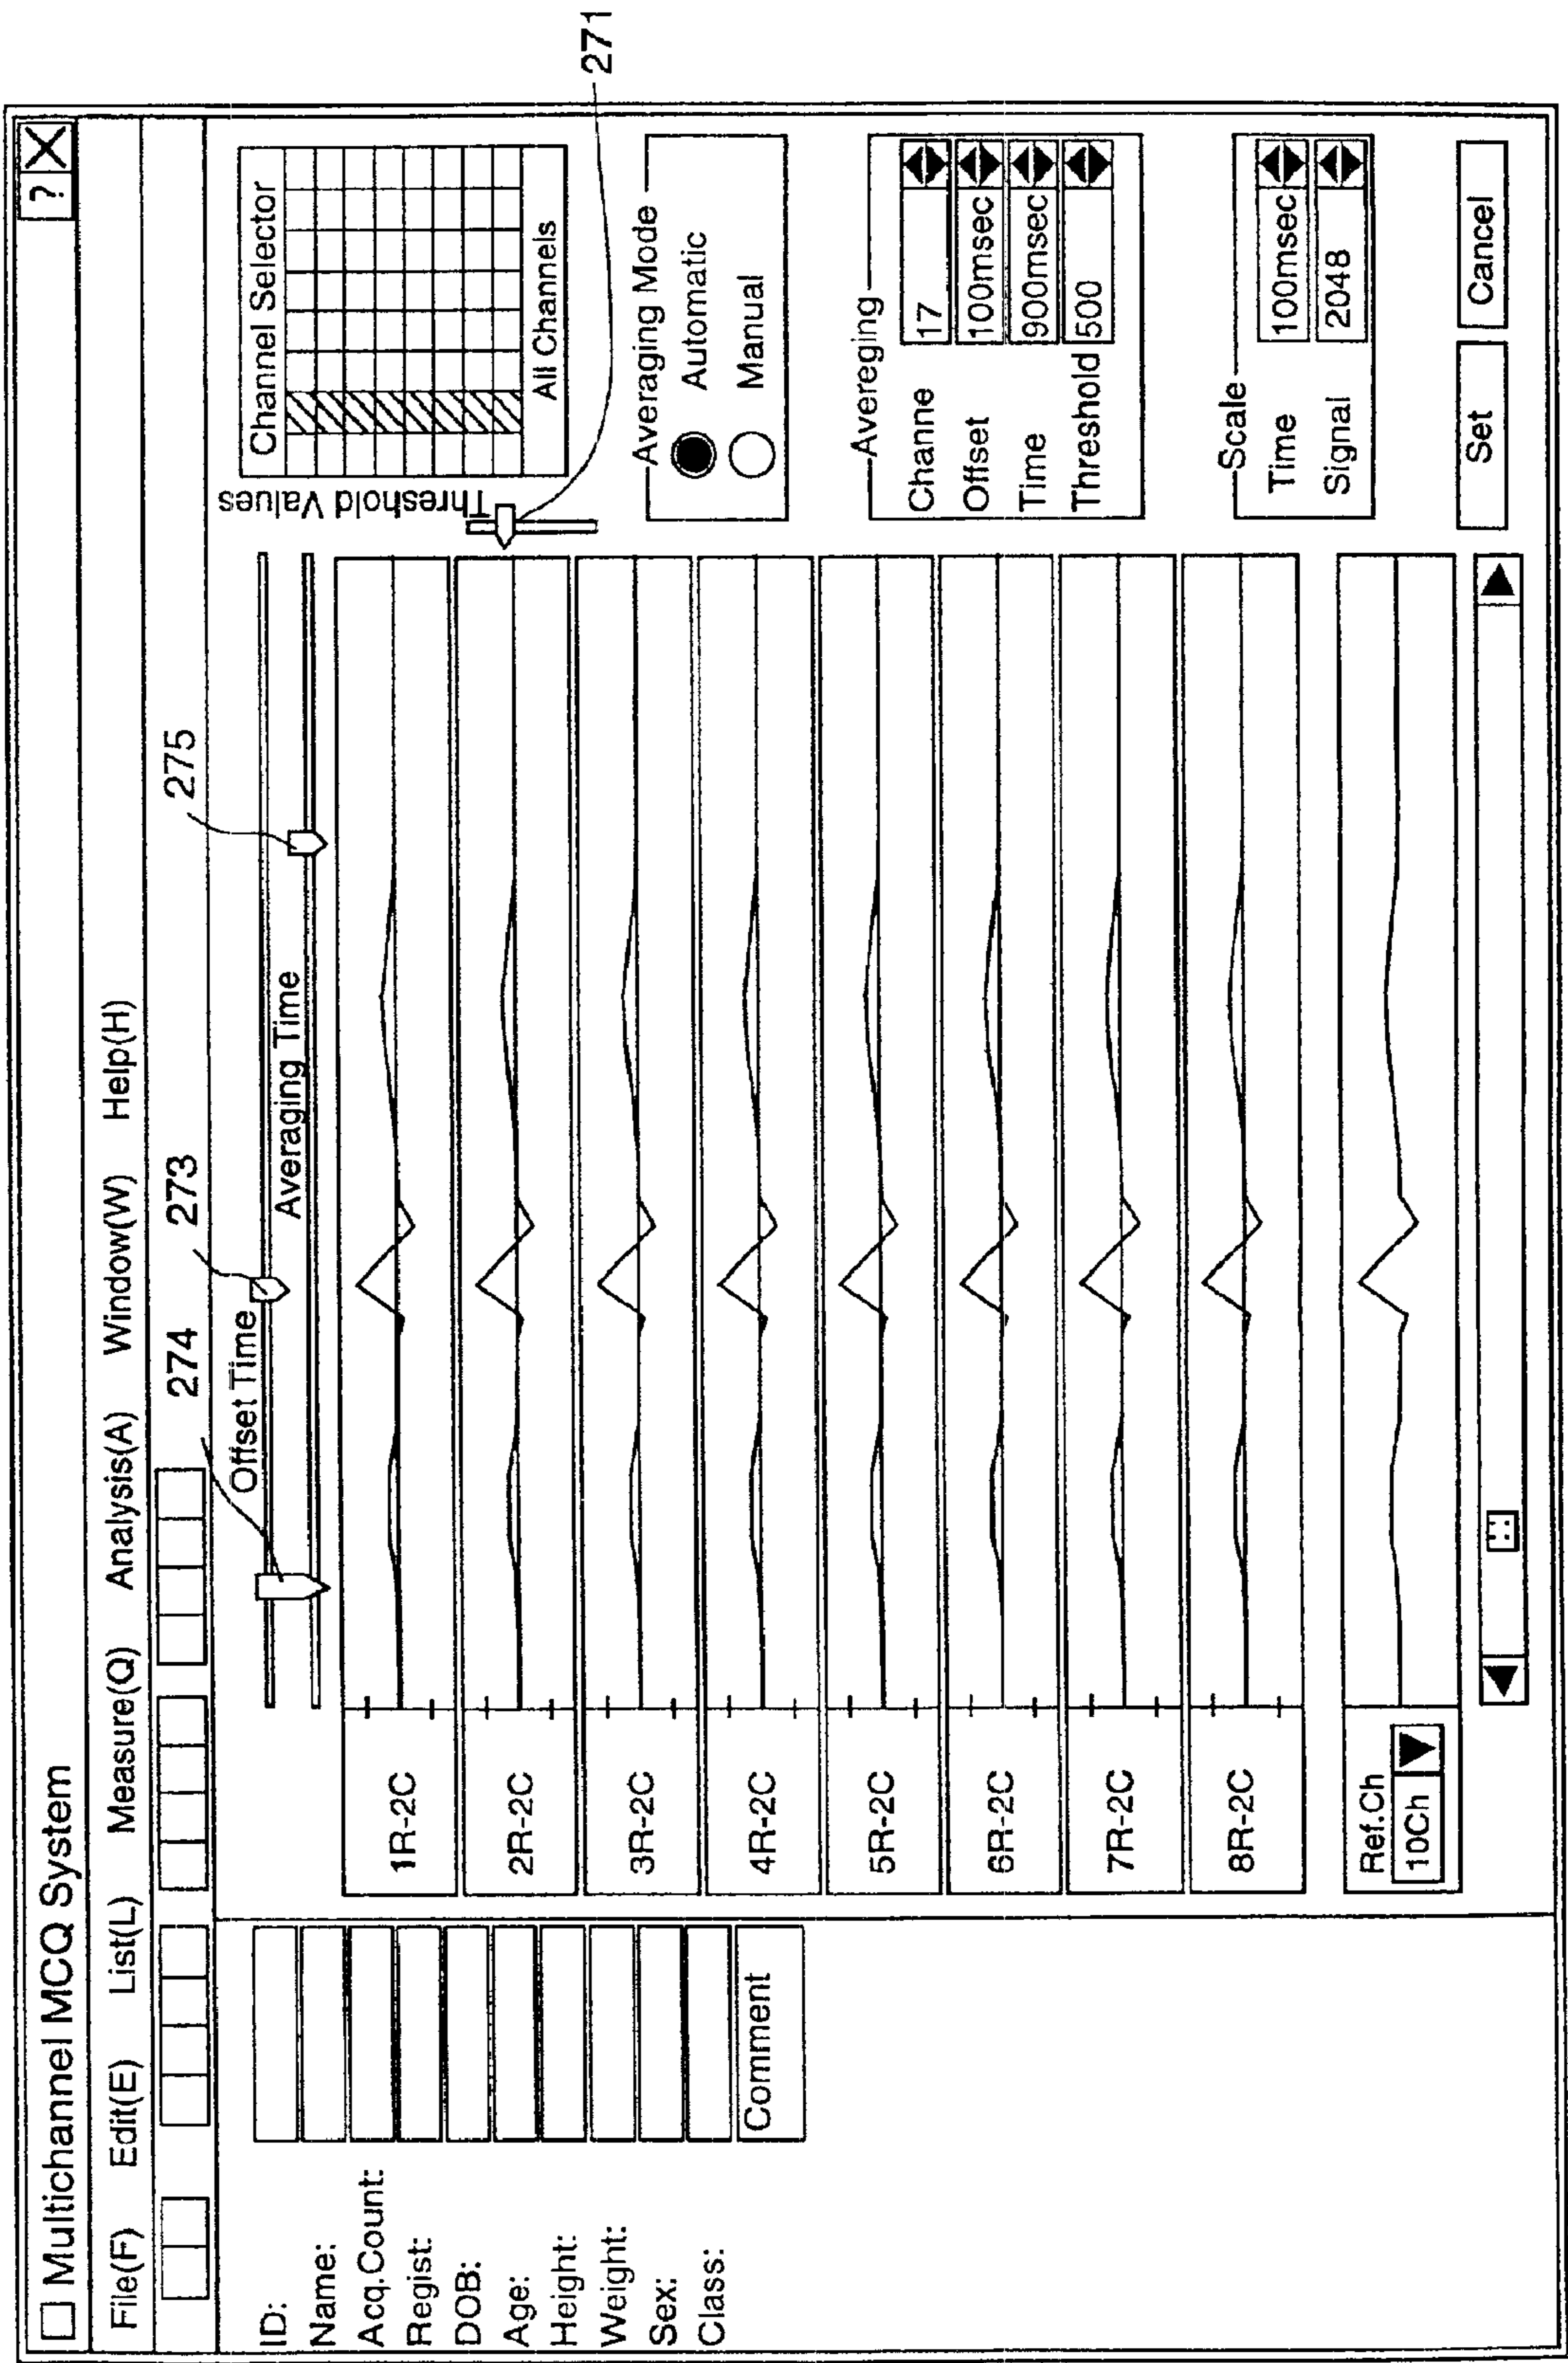 Multichannel MCQ System
? X
File(F) Edit(E) List(L) Measure(Q) Analysis(A) Window(W) Help(H)
274 273 275
ID:
Name:
Acq.Count:
Regist:
DOB:
Age:
Height:
Weight:
Sex:
Class:
Comment
Offset Time
Averaging Time
1R-2C
2R-2C
3R-2C
4R-2C
5R-2C
6R-2C
7R-2C
8R-2C
Ref.Ch
10Ch
Threshold Values
Channel Selector
All Channels
271
Averaging Mode
Automatic
Manual
Avereging
Channe 17
Offset 100msec
Time 900msec
Threshold 500
Scale
Time 100msec
Signal 2048
Set Cancel